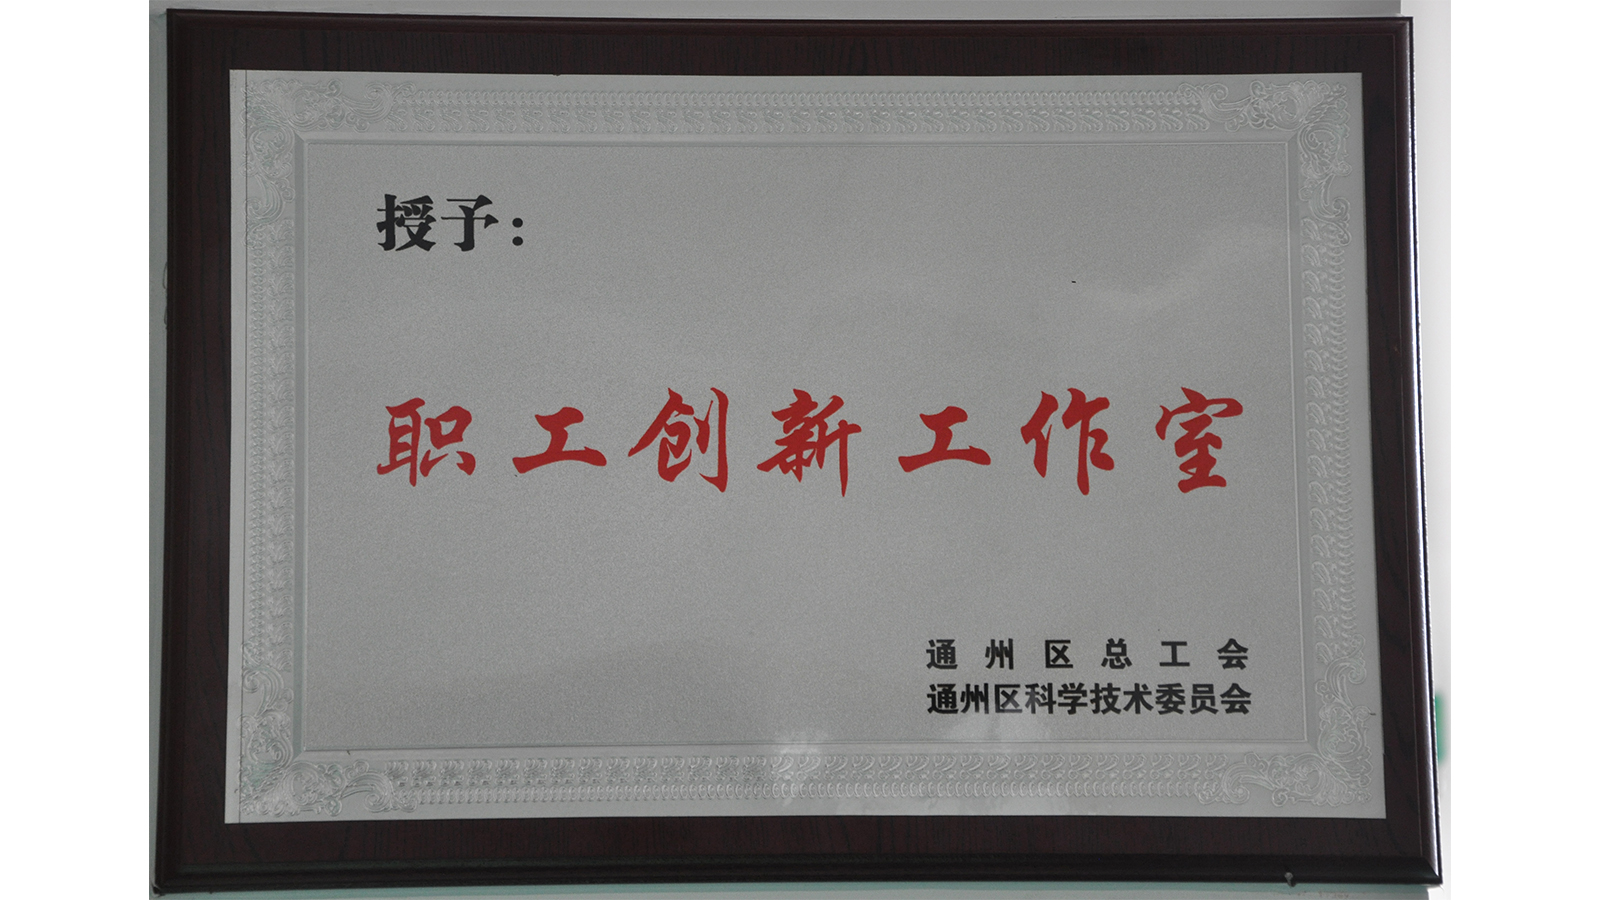 授予：
职工创新工作室
通州区总工会
通州区科学技术委员会